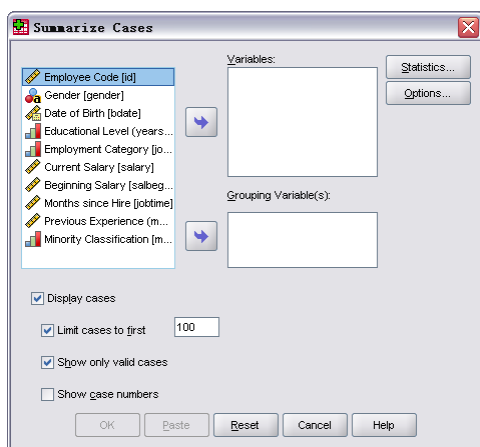 Summarize Cases
Variables:
Employee Code [id]
Gender [gender]
Date of Birth [bdate]
Educational Level (years...
Employment Category [jo...
Current Salary [salary]
Beginning Salary [salbeg...
Months since Hire [jobtime]
Previous Experience (m...
Minority Classification [m...
Statistics...
Options...
Grouping Variable(s):
Display cases
Limit cases to first 100
Show only valid cases
Show case numbers
OK Paste Reset Cancel Help